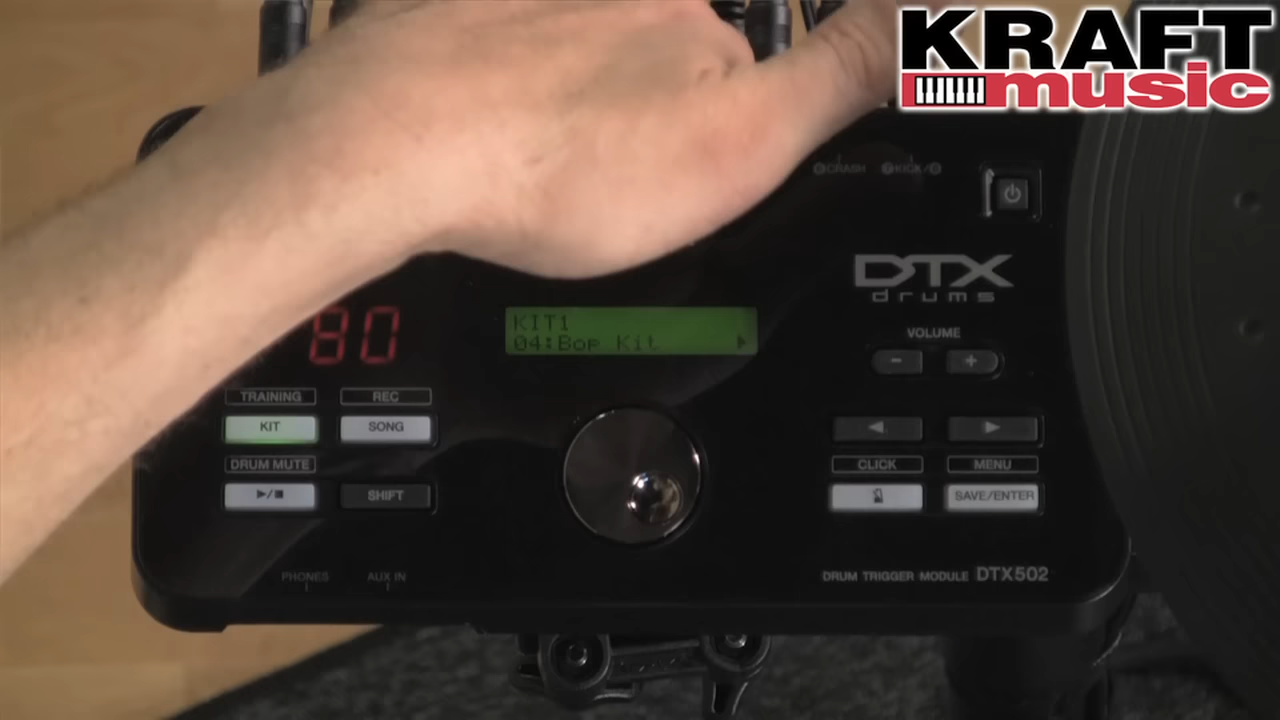 KRAFT
music
CRASH KICK/
DTX
drums
80
KIT1
04:Bop Kit
VOLUME
- +
TRAINING REC
KIT SONG
DRUM MUTE
SHIFT
CLICK MENU
SAVE/ENTER
PHONES AUX IN
DRUM TRIGGER MODULE DTX502